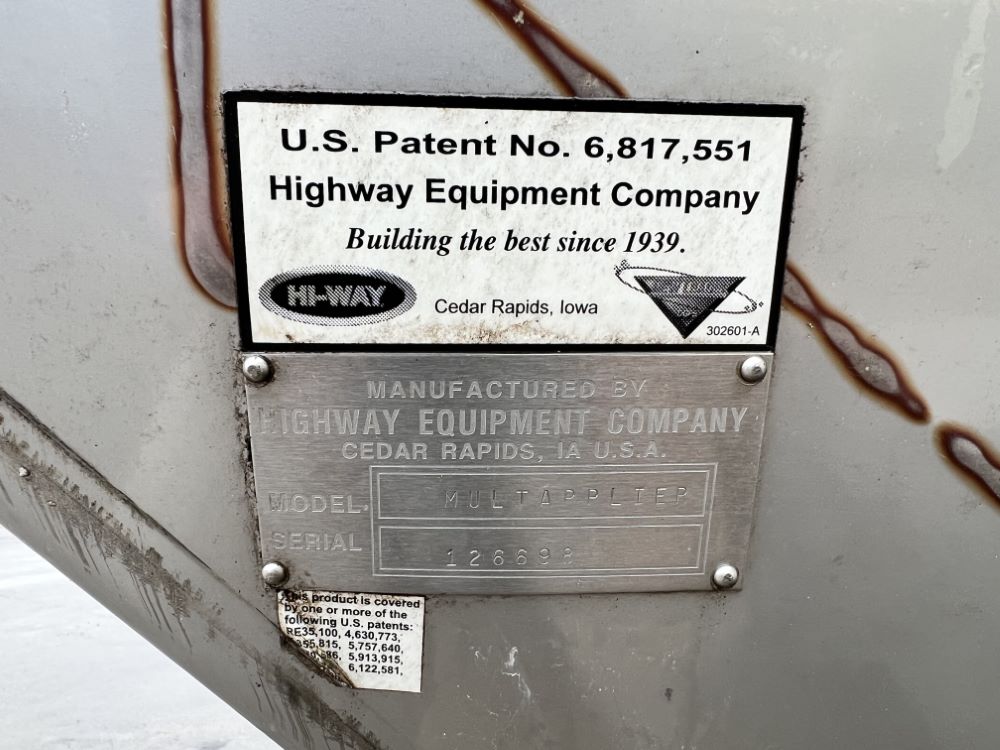 U.S. Patent No. 6,817,551
Highway Equipment Company
Building the best since 1939.
HI-WAY
Cedar Rapids, Iowa
302601-A
MANUFACTURED BY
HIGHWAY EQUIPMENT COMPANY
CEDAR RAPIDS, IA U.S.A.
MODEL. MULTAPPLIER
SERIAL 126698
This product is covered
by one or more of the
following U.S. patents:
RE35,100, 4,630,773,
815, 5,757,640,
5,913,915,
6,122,581,